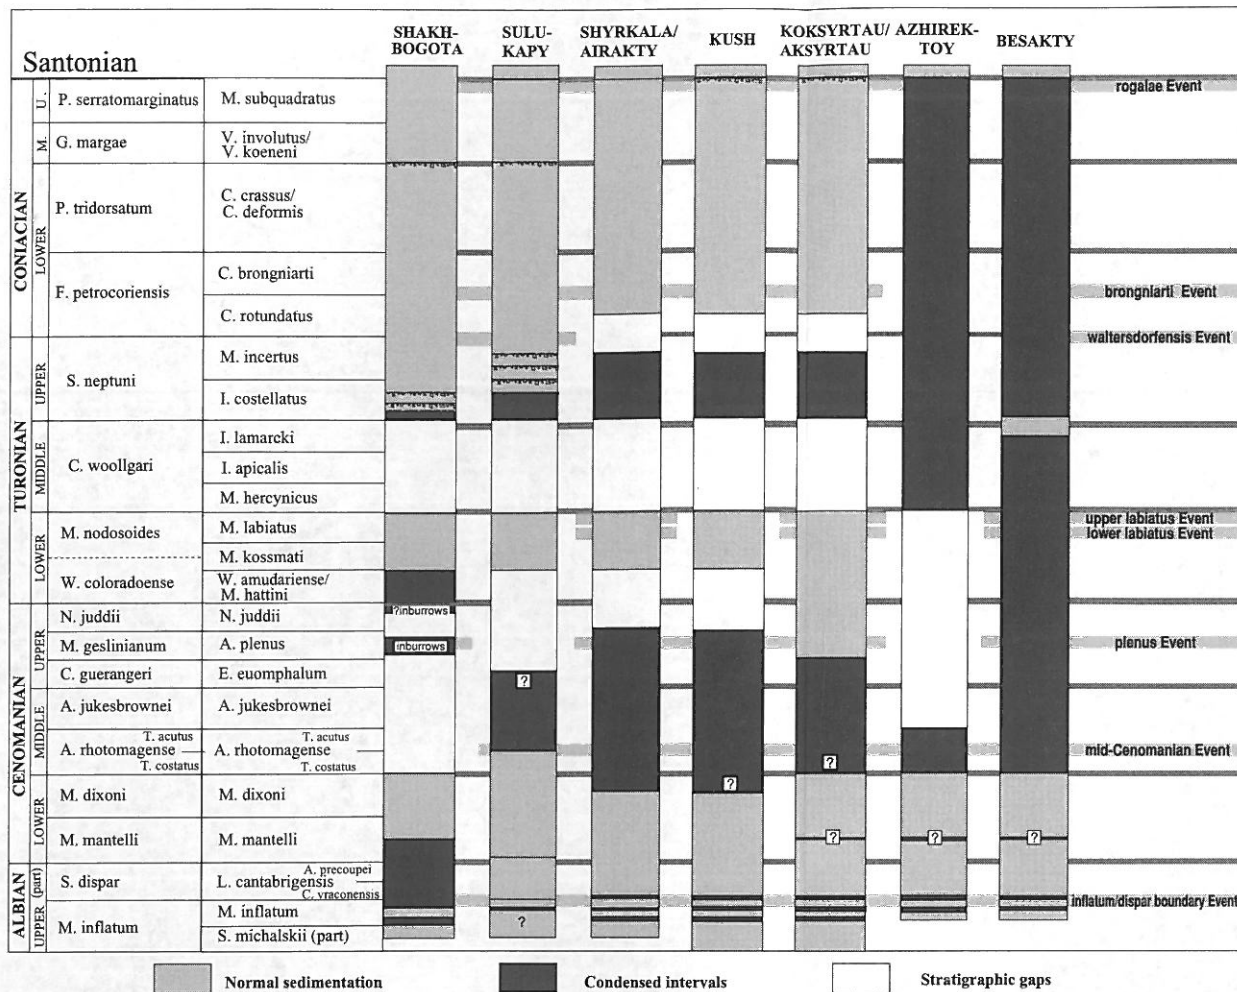 SHAKH-
BOGOTA
SULU-
KAPY
SHYRKALA/
AIRAKTY
KUSH
KOKSYRTAU/
AKSYRTAU
AZHIREK-
TOY
BESAKTY
Santonian
CONIACIAN
U.
P. serratomarginatus
M. subquadratus
rogalae Event
M.
G. margae
V. involutus/
V. koeneni
LOWER
P. tridorsatum
C. crassus/
C. deformis
F. petrocoriensis
C. brongniarti
brongniarti Event
C. rotundatus
waltersdorfensis Event
TURONIAN
UPPER
S. neptuni
M. incertus
I. costellatus
MIDDLE
C. woollgari
I. lamarcki
I. apicalis
M. hercynicus
LOWER
M. nodosoides
M. labiatus
upper labiatus Event
lower labiatus Event
M. kossmati
W. coloradoense
W. amudariense/
M. hattini
CENOMANIAN
UPPER
N. juddii
N. juddii
?inburrows
M. geslinianum
A. plenus
inburrows
plenus Event
C. guerangeri
E. euomphalum
?
MIDDLE
A. jukesbrownei
A. jukesbrownei
T. acutus
T. acutus
A. rhotomagense
A. rhotomagense
mid-Cenomanian Event
T. costatus
T. costatus
?
?
LOWER
M. dixoni
M. dixoni
M. mantelli
M. mantelli
?
?
?
ALBIAN
UPPER (part)
S. dispar
A. precoupei
L. cantabrigensis
C. vraconensis
inflatum/dispar boundary Event
M. inflatum
M. inflatum
?
S. michalskii (part)
Normal sedimentation
Condensed intervals
Stratigraphic gaps